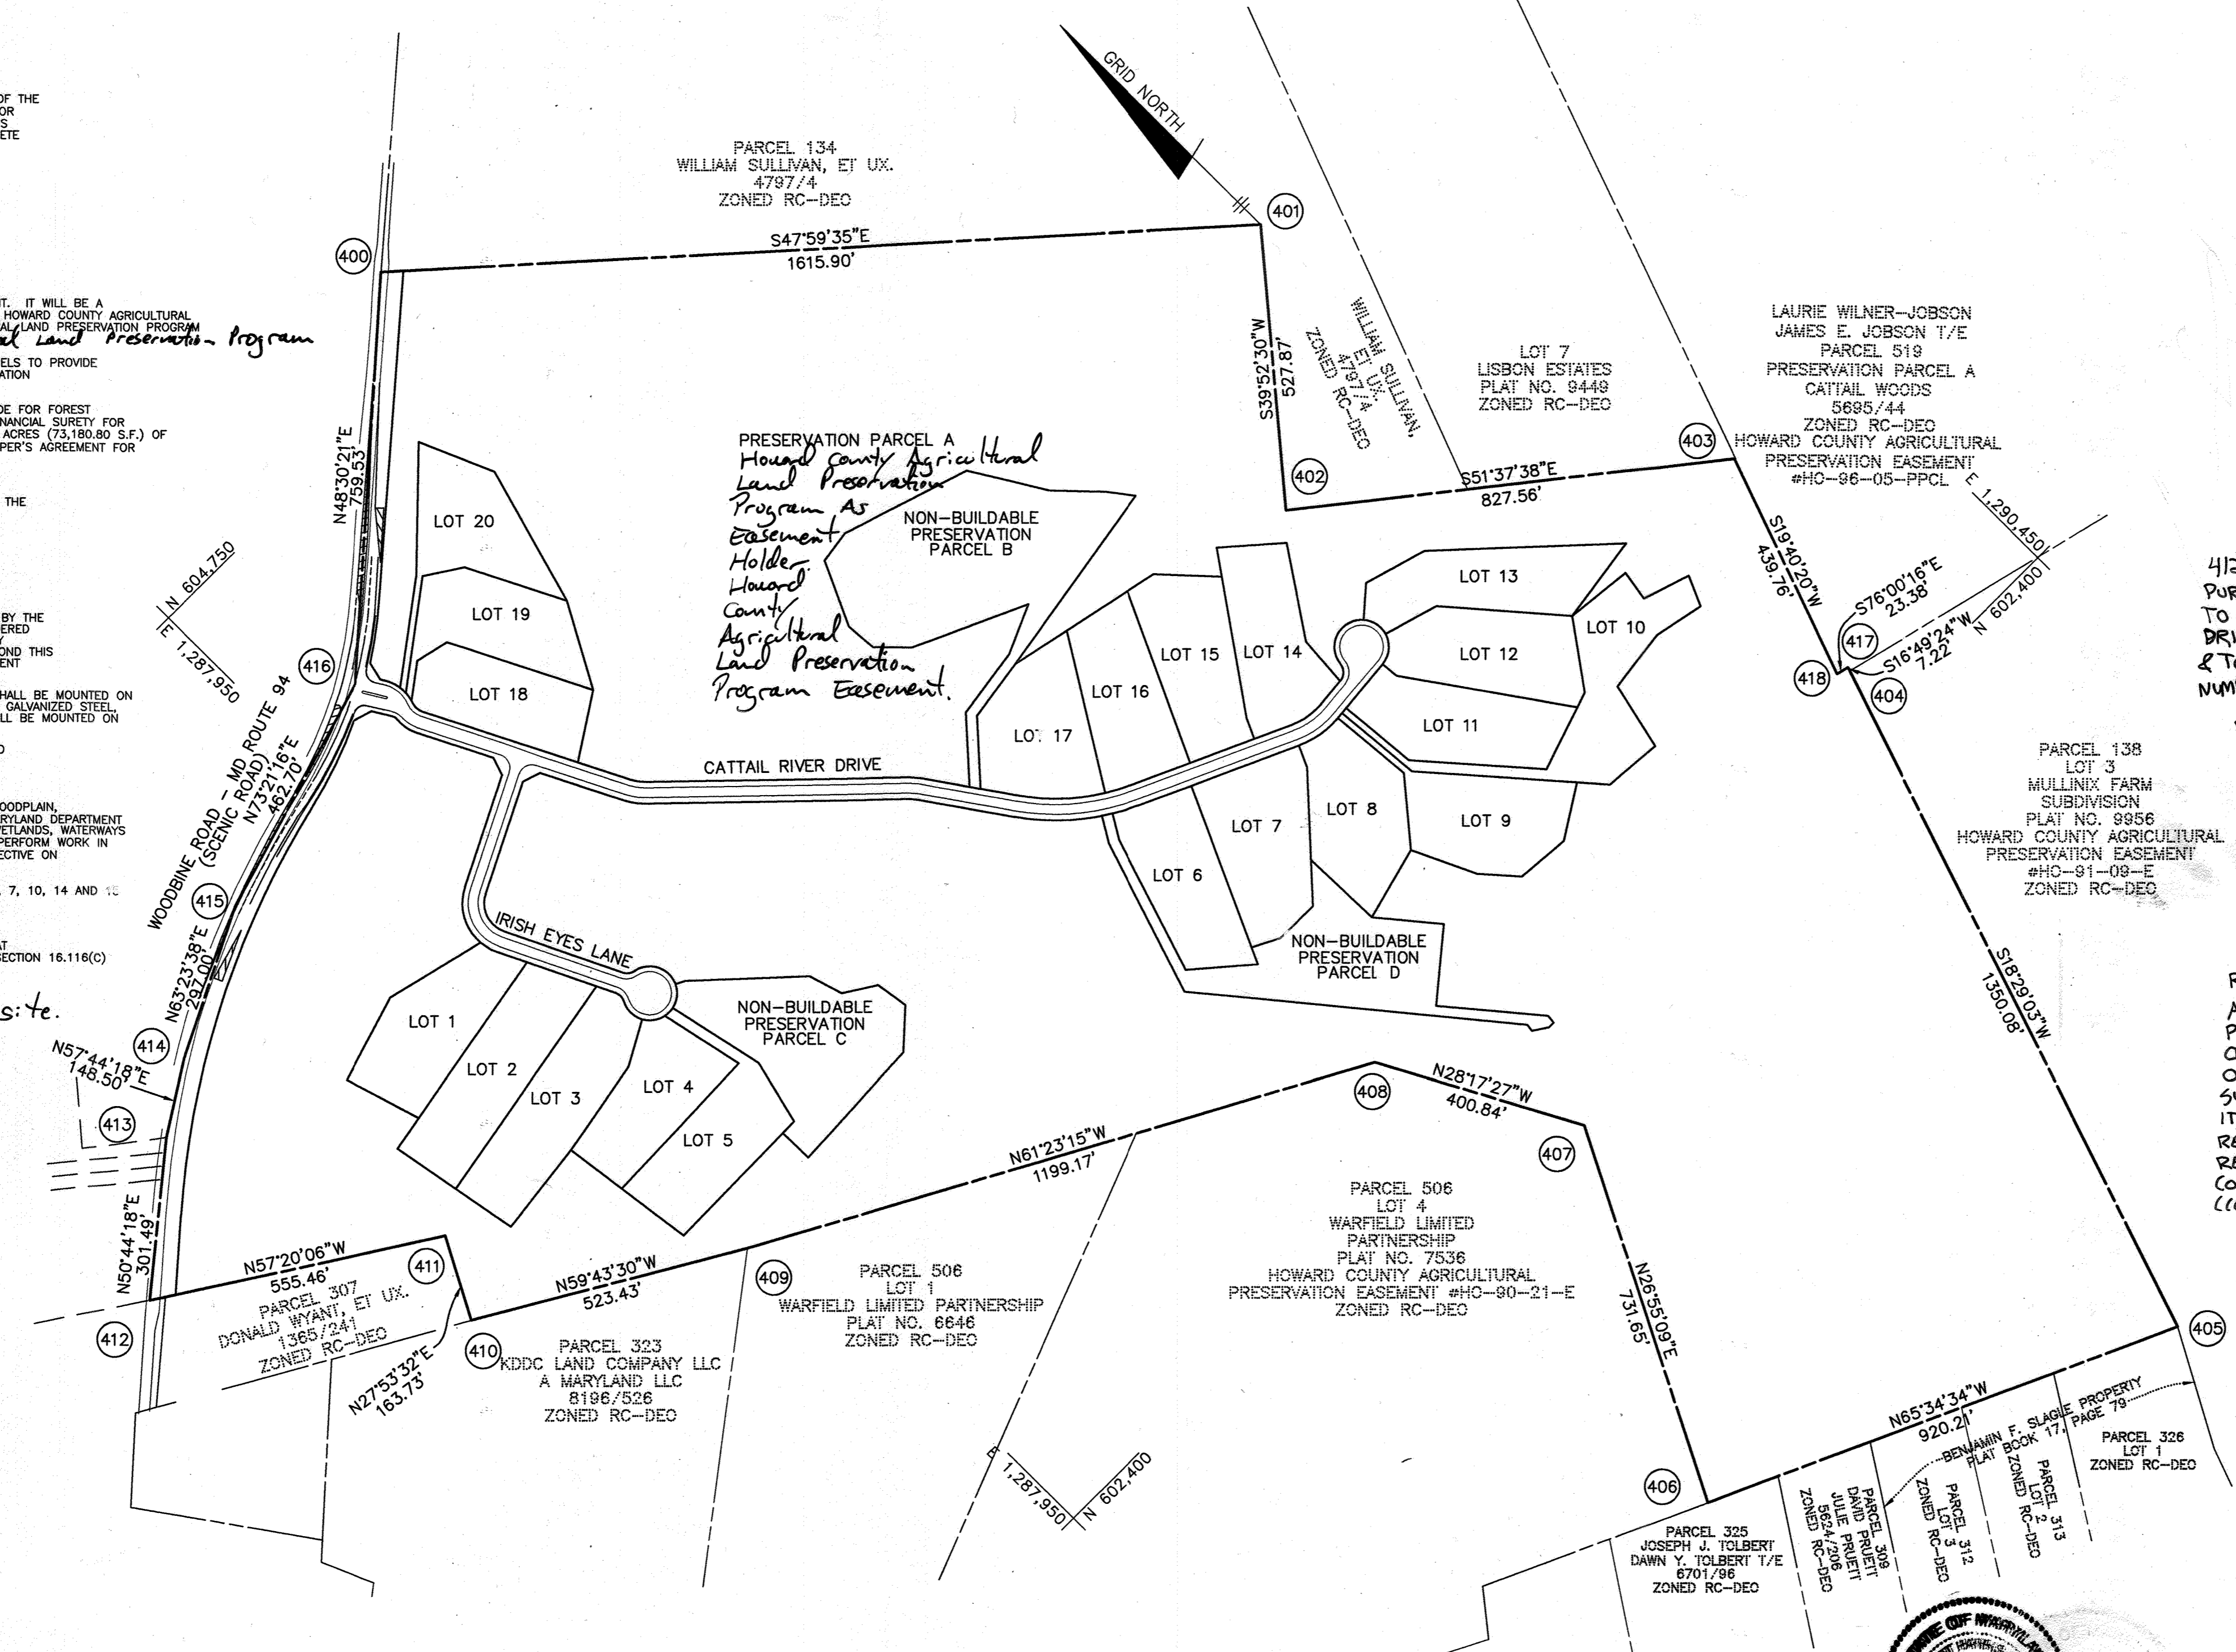 OF THE
OR
S
ETE
GRID NORTH
PARCEL 134
WILLIAM SULLIVAN, ET UX.
4797/4
ZONED RC-DEO
401
400
S47°59'35"E
1615.90'
T. IT WILL BE A
HOWARD COUNTY AGRICULTURAL
AL LAND PRESERVATION PROGRAM
al Land Preservation Program
ELS TO PROVIDE
ATION
DE FOR FOREST
NANCIAL SURETY FOR
ACRES (73,180.80 S.F.) OF
PER'S AGREEMENT FOR
THE
BY THE
ERED
Y
OND THIS
ENT
HALL BE MOUNTED ON
GALVANIZED STEEL,
LL BE MOUNTED ON
D
OODPLAIN,
ARYLAND DEPARTMENT
WETLANDS, WATERWAYS
PERFORM WORK IN
ECTIVE ON
, 7, 10, 14 AND 15
AT
SECTION 16.116(C)
site.
N48°30'21"E
759.53'
N 604,750
E 1,287,950
416
WOODBINE ROAD - MD ROUTE 94
(SCENIC ROAD)
N73°21'16"E
462.70'
415
N63°23'38"E
297.00'
414
N57°44'18"E
148.50'
413
N50°44'18"E
301.49'
412
S39°52'30"W
527.87'
WILLIAM SULLIVAN,
ET UX.
4797/4
ZONED RC-DEO
LOT 7
LISBON ESTATES
PLAT NO. 9449
ZONED RC-DEO
402
S51°37'38"E
827.56'
403
LAURIE WILNER-JOBSON
JAMES E. JOBSON T/E
PARCEL 519
PRESERVATION PARCEL A
CATTAIL WOODS
5695/44
ZONED RC-DEO
HOWARD COUNTY AGRICULTURAL
PRESERVATION EASEMENT
#HO-96-05-PPCL
E 1,290,450
N 602,400
S19°40'20"W
439.76'
S76°00'16"E
23.38'
417
S16°49'24"W
7.22'
418
404
412
PUR
TO
DRI
& TO
NUM
PRESERVATION PARCEL A
Howard County Agricultural
Land Preservation
Program As
Easement
Holder.
Howard
County
Agricultural
Land Preservation
Program Easement.
NON-BUILDABLE
PRESERVATION
PARCEL B
LOT 20
LOT 19
LOT 18
LOT 13
LOT 10
LOT 12
LOT 14
LOT 15
LOT 16
LOT 17
LOT 11
CATTAIL RIVER DRIVE
LOT 8
LOT 9
LOT 7
LOT 6
PARCEL 138
LOT 3
MULLINIX FARM
SUBDIVISION
PLAT NO. 9956
HOWARD COUNTY AGRICULTURAL
PRESERVATION EASEMENT
#HO-91-09-E
ZONED RC-DEO
IRISH EYES LANE
NON-BUILDABLE
PRESERVATION
PARCEL D
NON-BUILDABLE
PRESERVATION
PARCEL C
LOT 1
LOT 2
LOT 3
LOT 4
LOT 5
S18°29'03"W
1350.08'
408
N28°17'27"W
400.84'
407
N61°23'15"W
1199.17'
N57°20'06"W
555.46'
411
PARCEL 307
DONALD WYANT, ET UX.
1365/241
ZONED RC-DEO
N27°53'32"E
163.73'
N59°43'30"W
523.43'
410
409
PARCEL 323
KDDC LAND COMPANY LLC
A MARYLAND LLC
8196/526
ZONED RC-DEO
PARCEL 506
LOT 1
WARFIELD LIMITED PARTNERSHIP
PLAT NO. 6646
ZONED RC-DEO
PARCEL 506
LOT 4
WARFIELD LIMITED
PARTNERSHIP
PLAT NO. 7536
HOWARD COUNTY AGRICULTURAL
PRESERVATION EASEMENT #HO-90-21-E
ZONED RC-DEO
N26°55'09"E
731.65'
E 1,287,950
N 602,400
406
405
N65°34'34"W
920.21'
BENJAMIN F. SLAGLE PROPERTY
PLAT BOOK 17, PAGE 79
PARCEL 326
LOT 1
ZONED RC-DEO
PARCEL 313
LOT 2
ZONED RC-DEO
PARCEL 312
LOT 3
ZONED RC-DEO
PARCEL 309
DAVID PRUETT
JULIE PRUETT
5624/206
ZONED RC-DEO
PARCEL 325
JOSEPH J. TOLBERT
DAWN Y. TOLBERT T/E
6701/96
ZONED RC-DEO